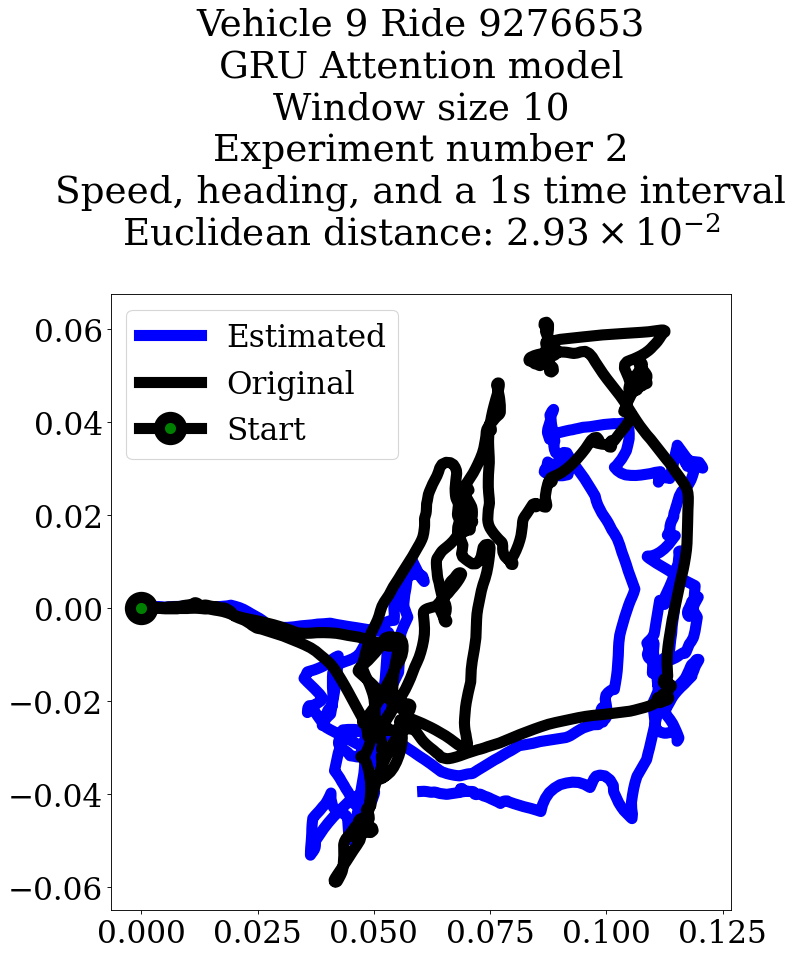 Vehicle 9 Ride 9276653
GRU Attention model
Window size 10
Experiment number 2
Speed, heading, and a 1s time interval
Euclidean distance: 2.93 × 10⁻²
Estimated
Original
Start
0.06
0.04
0.02
0.00
−0.02
−0.04
−0.06
0.000 0.025 0.050 0.075 0.100 0.125